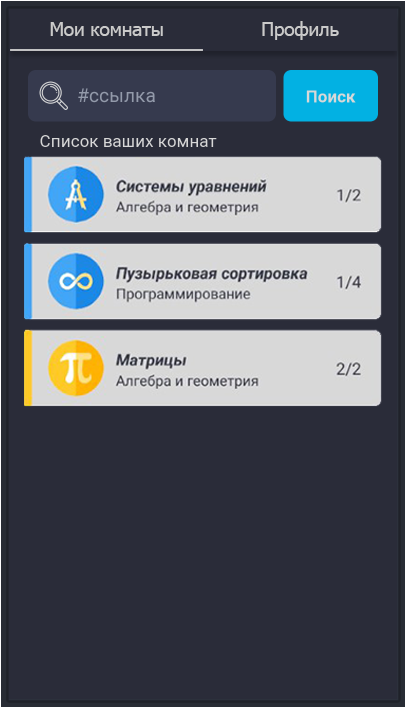 Мои комнаты Профиль
#ссылка Поиск
Список ваших комнат
Системы уравнений
Алгебра и геометрия
1/2
Пузырьковая сортировка
Программирование
1/4
Матрицы
Алгебра и геометрия
2/2